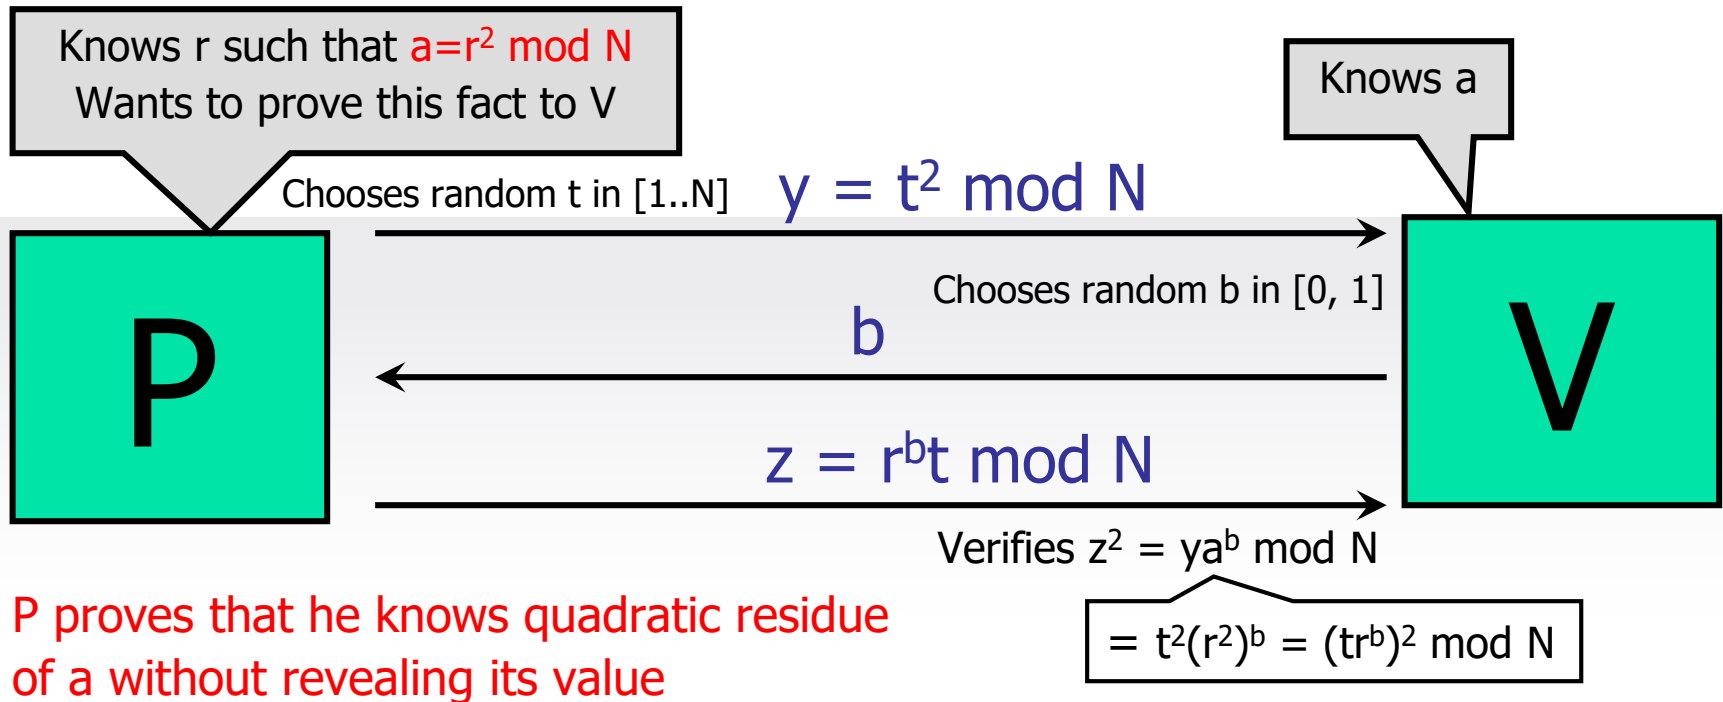 Knows r such that a=r² mod N
Wants to prove this fact to V
Knows a
Chooses random t in [1..N]
y = t² mod N
Chooses random b in [0, 1]
b
P
V
z = rᵇt mod N
Verifies z² = yaᵇ mod N
= t²(r²)ᵇ = (trᵇ)² mod N
P proves that he knows quadratic residue
of a without revealing its value